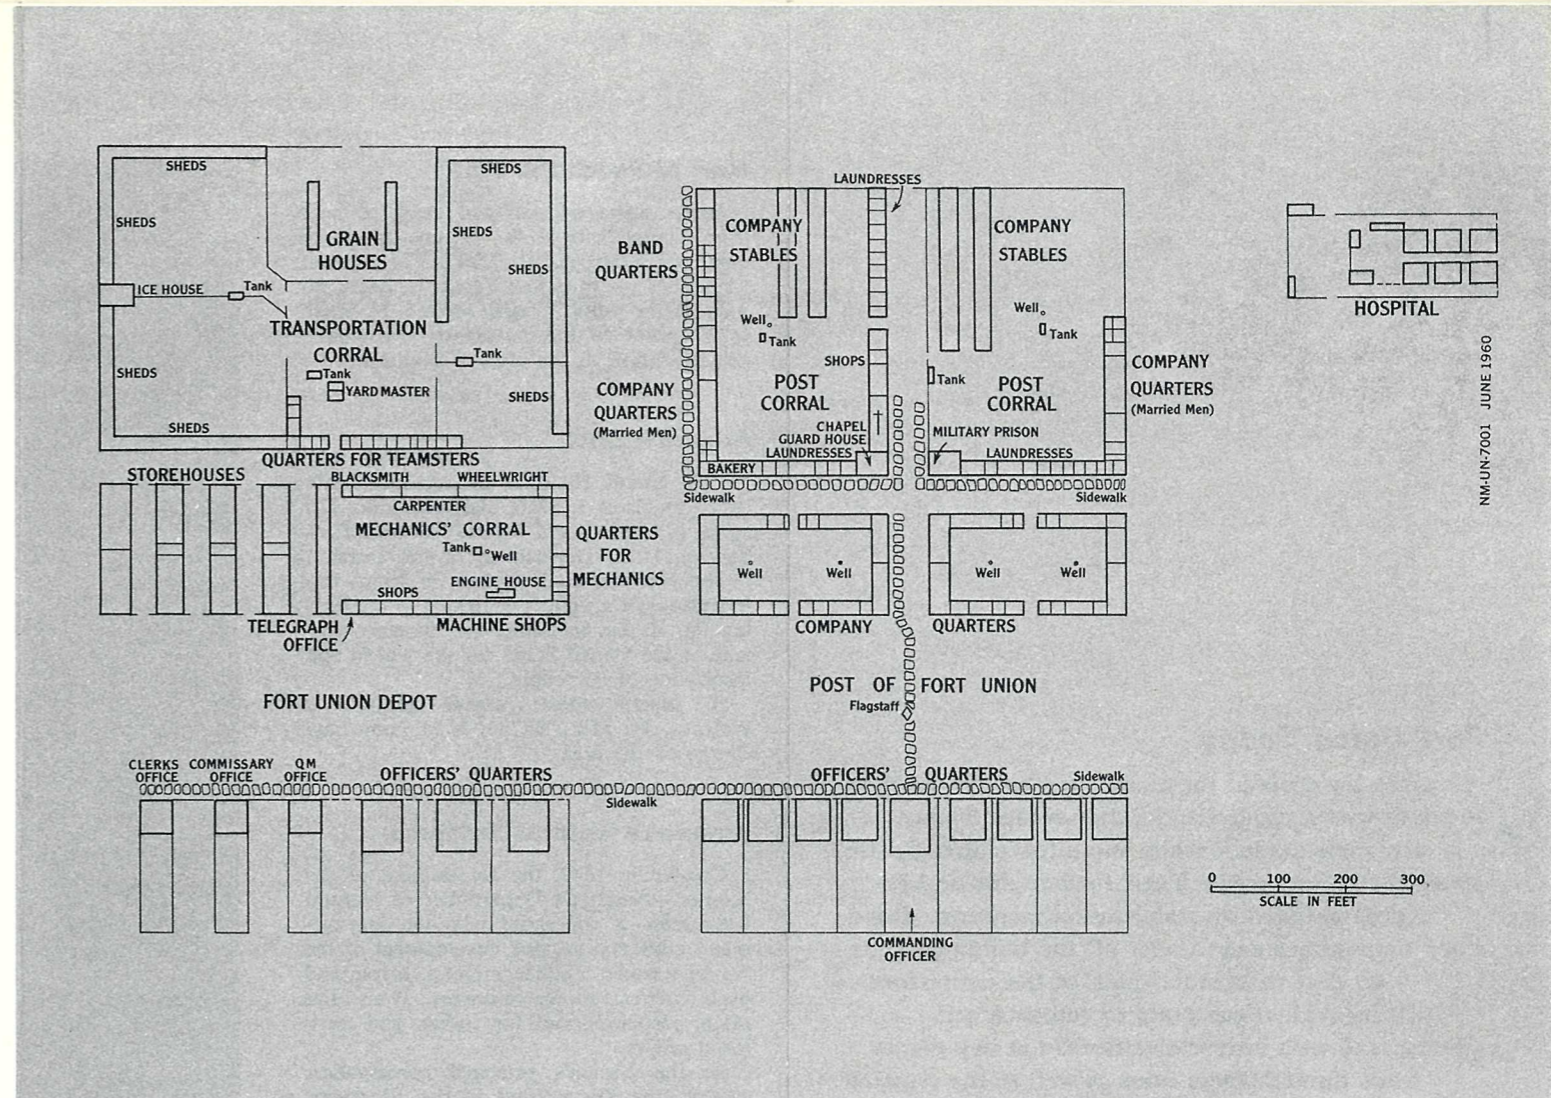 SHEDS
SHEDS
SHEDS
SHEDS
SHEDS
GRAIN
HOUSES
ICE HOUSE
Tank
TRANSPORTATION
CORRAL
Tank
Tank
YARD MASTER
SHEDS
SHEDS
SHEDS
QUARTERS FOR TEAMSTERS
STOREHOUSES
BLACKSMITH
WHEELWRIGHT
CARPENTER
MECHANICS' CORRAL
Tank
Well
ENGINE HOUSE
SHOPS
QUARTERS
FOR
MECHANICS
TELEGRAPH
OFFICE
MACHINE SHOPS
FORT UNION DEPOT
CLERKS
OFFICE
COMMISSARY
OFFICE
QM
OFFICE
OFFICERS' QUARTERS
Sidewalk
LAUNDRESSES
BAND
QUARTERS
COMPANY
STABLES
COMPANY
STABLES
Well
Tank
Well
Tank
SHOPS
Tank
COMPANY
QUARTERS
(Married Men)
POST
CORRAL
POST
CORRAL
COMPANY
QUARTERS
(Married Men)
CHAPEL
GUARD HOUSE
LAUNDRESSES
BAKERY
MILITARY PRISON
LAUNDRESSES
Sidewalk
Sidewalk
Well
Well
Well
Well
COMPANY QUARTERS
POST OF FORT UNION
Flagstaff
OFFICERS' QUARTERS
Sidewalk
COMMANDING
OFFICER
HOSPITAL
NM-UN-7001 JUNE 1960
0 100 200 300
SCALE IN FEET